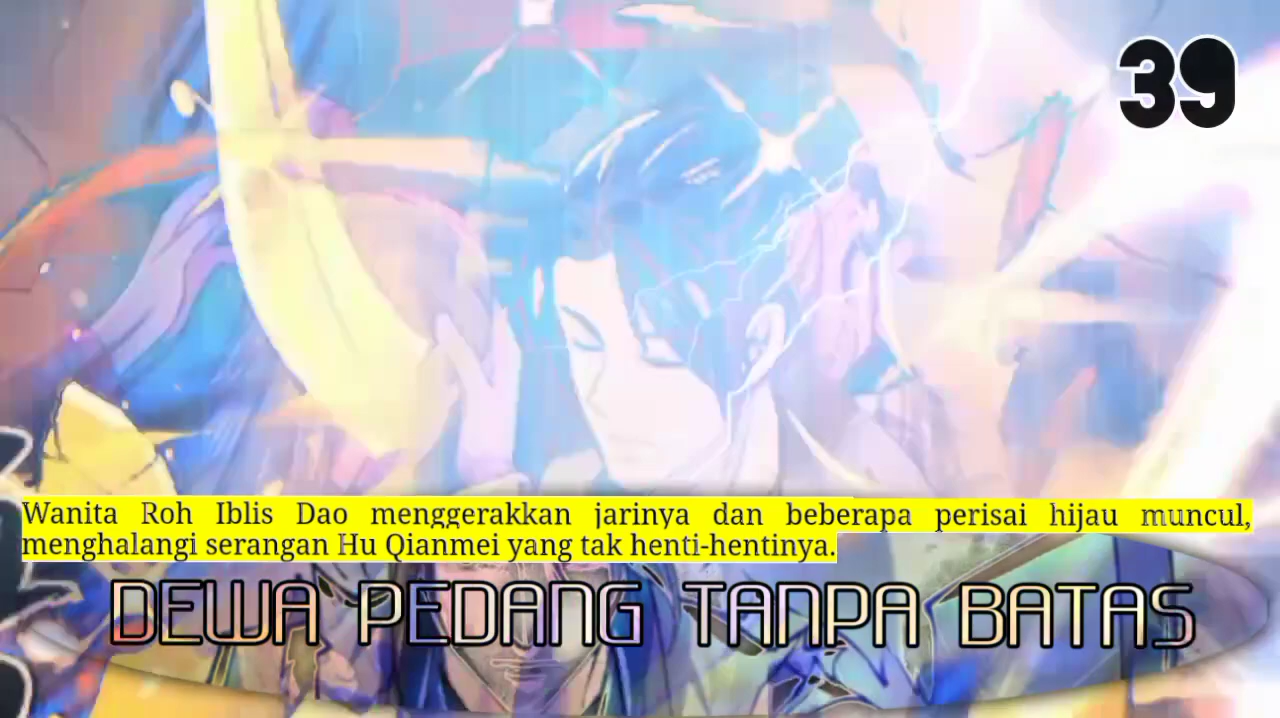 39
Wanita Roh Iblis Dao menggerakkan jarinya dan beberapa perisai hijau muncul,
menghalangi serangan Hu Qianmei yang tak henti-hentinya.
DEWA PEDANG TANPA BATAS